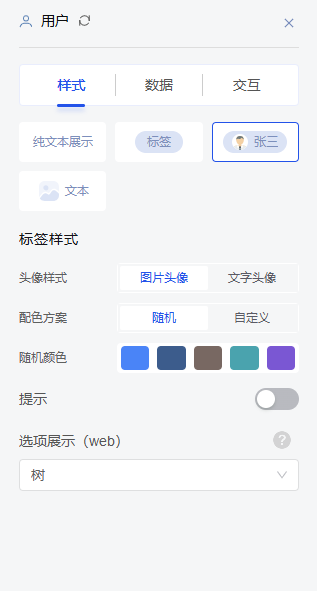 用户
样式 数据 交互
纯文本展示 标签 张三
文本
标签样式
头像样式 图片头像 文字头像
配色方案 随机 自定义
随机颜色
提示
选项展示（web） ?
树